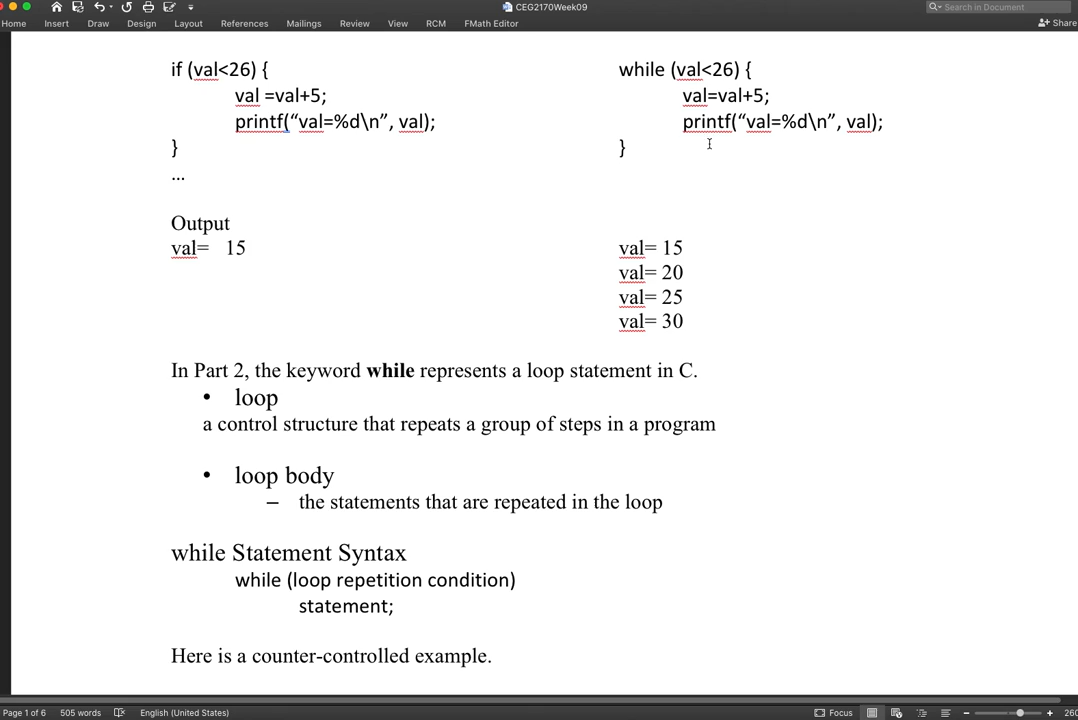 CEG2170Week09
Search in Document
Home Insert Draw Design Layout References Mailings Review View RCM FMath Editor Share
if (val<26) {
val =val+5;
printf(“val=%d\n”, val);
}
...
while (val<26) {
val=val+5;
printf(“val=%d\n”, val);
}
Output
val= 15
val= 15
val= 20
val= 25
val= 30
In Part 2, the keyword while represents a loop statement in C.
• loop
a control structure that repeats a group of steps in a program
• loop body
– the statements that are repeated in the loop
while Statement Syntax
while (loop repetition condition)
statement;
Here is a counter-controlled example.
Page 1 of 6 505 words English (United States) Focus 260